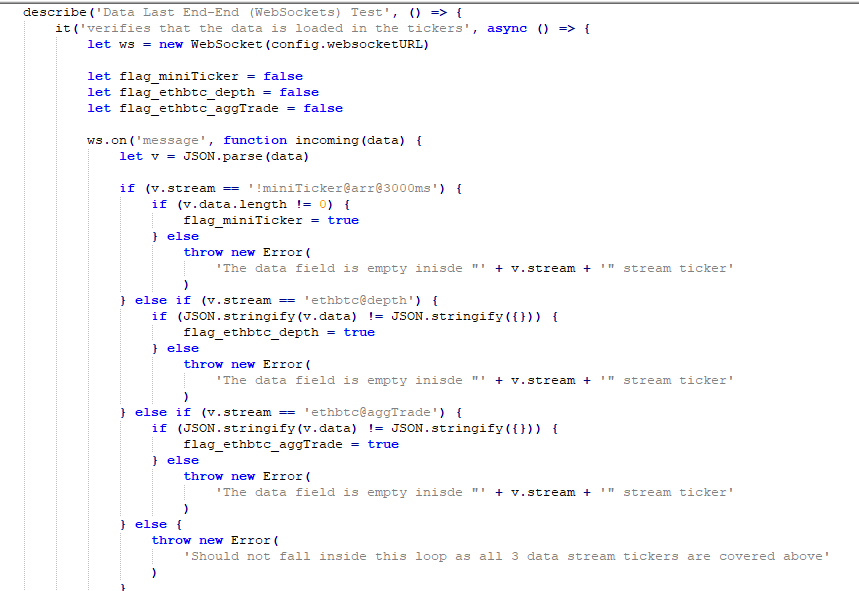 describe('Data Last End-End (WebSockets) Test', () => {
it('verifies that the data is loaded in the tickers', async () => {
let ws = new WebSocket(config.websocketURL)
let flag_miniTicker = false
let flag_ethbtc_depth = false
let flag_ethbtc_aggTrade = false
ws.on('message', function incoming(data) {
let v = JSON.parse(data)
if (v.stream == '!miniTicker@arr@3000ms') {
if (v.data.length != 0) {
flag_miniTicker = true
} else
throw new Error(
'The data field is empty inisde "' + v.stream + '" stream ticker'
)
} else if (v.stream == 'ethbtc@depth') {
if (JSON.stringify(v.data) != JSON.stringify({})) {
flag_ethbtc_depth = true
} else
throw new Error(
'The data field is empty inisde "' + v.stream + '" stream ticker'
)
} else if (v.stream == 'ethbtc@aggTrade') {
if (JSON.stringify(v.data) != JSON.stringify({})) {
flag_ethbtc_aggTrade = true
} else
throw new Error(
'The data field is empty inisde "' + v.stream + '" stream ticker'
)
} else {
throw new Error(
'Should not fall inside this loop as all 3 data stream tickers are covered above'
)
}